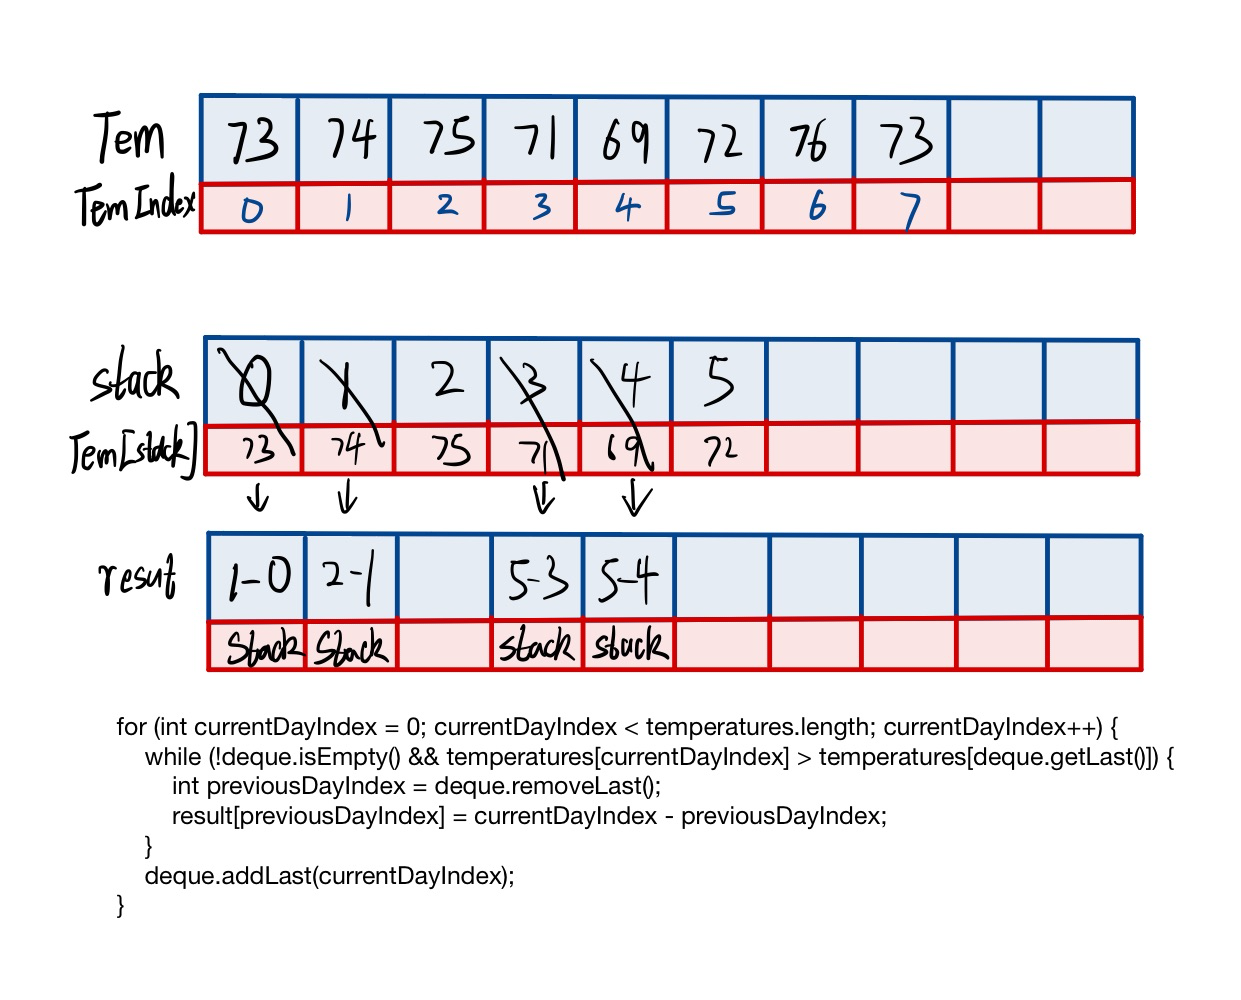 Tem 73 74 75 71 69 72 76 73
Tem Index 0 1 2 3 4 5 6 7
stack 0 1 2 3 4 5
Tem[stack] 73 74 75 71 69 72
↓ ↓ ↓ ↓
resut 1-0 2-1 5-3 5-4
Stack Stack stack stack
for (int currentDayIndex = 0; currentDayIndex < temperatures.length; currentDayIndex++) {
while (!deque.isEmpty() && temperatures[currentDayIndex] > temperatures[deque.getLast()]) {
int previousDayIndex = deque.removeLast();
result[previousDayIndex] = currentDayIndex - previousDayIndex;
}
deque.addLast(currentDayIndex);
}